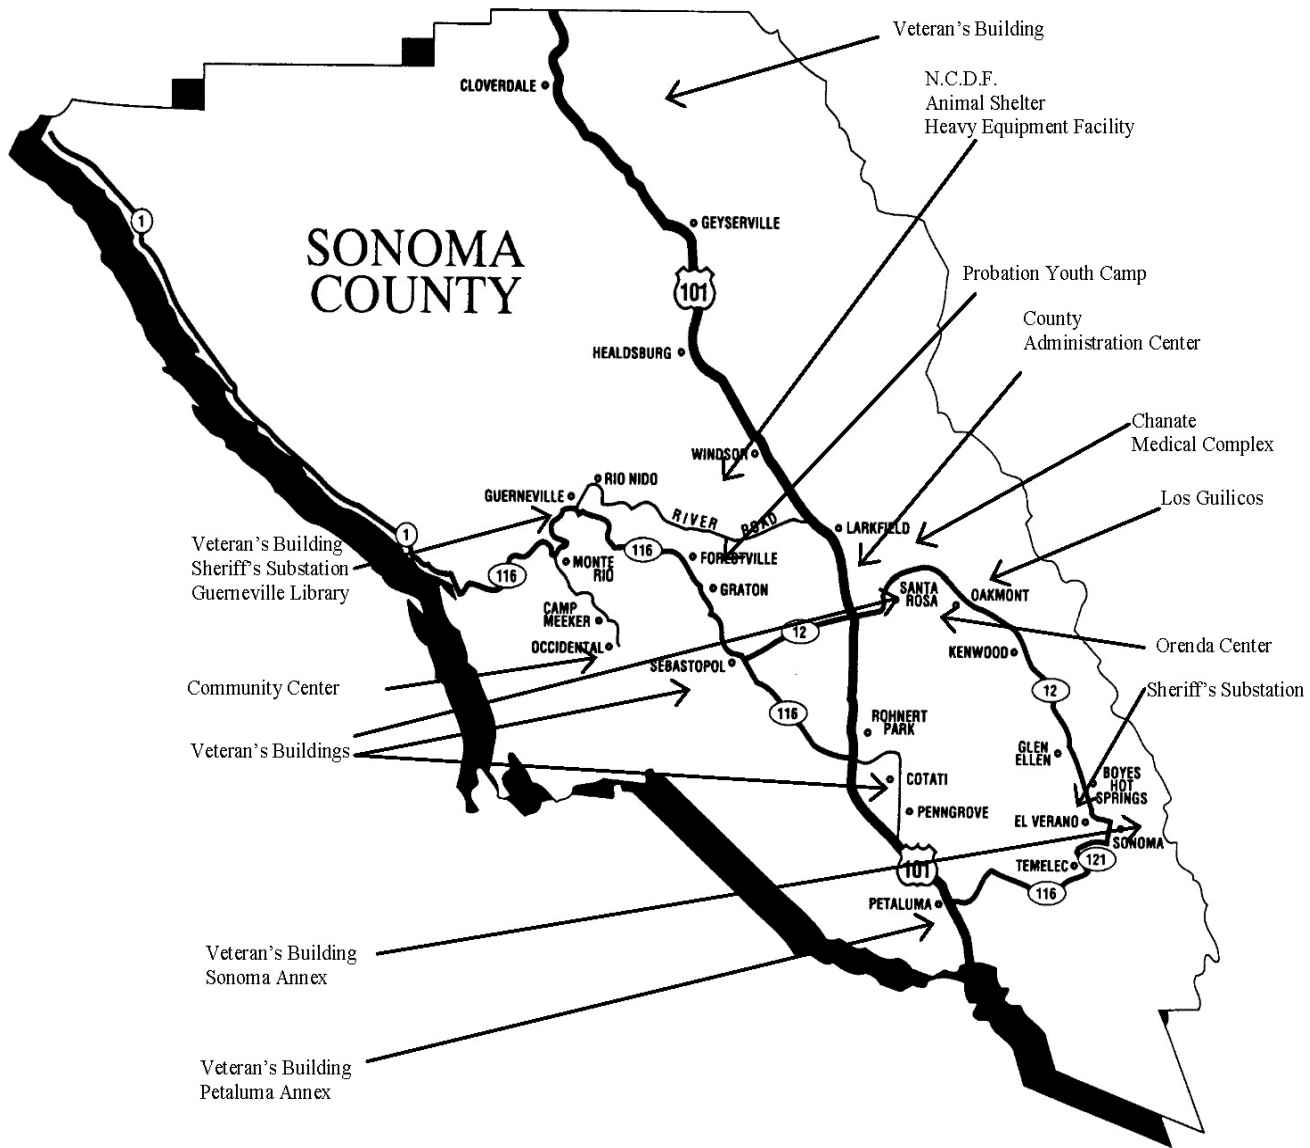 Veteran's Building
N.C.D.F.
Animal Shelter
Heavy Equipment Facility
CLOVERDALE
1
SONOMA
COUNTY
GEYSERVILLE
101
Probation Youth Camp
County
Administration Center
HEALDSBURG
Chanate
Medical Complex
WINDSOR
RIO NIDO
GUERNEVILLE
Los Guilicos
RIVER ROAD
LARKFIELD
1
Veteran's Building
Sheriff's Substation
Guerneville Library
116
116
MONTE
RIO
FORESTVILLE
GRATON
SANTA
ROSA
OAKMONT
CAMP
MEEKER
OCCIDENTAL
12
SEBASTOPOL
KENWOOD
Orenda Center
Community Center
12
Sheriff's Substation
116
ROHNERT
PARK
Veteran's Buildings
GLEN
ELLEN
COTATI
BOYES
HOT
SPRINGS
PENNGROVE
EL VERANO
SONOMA
101
TEMELEC
121
116
PETALUMA
Veteran's Building
Sonoma Annex
Veteran's Building
Petaluma Annex